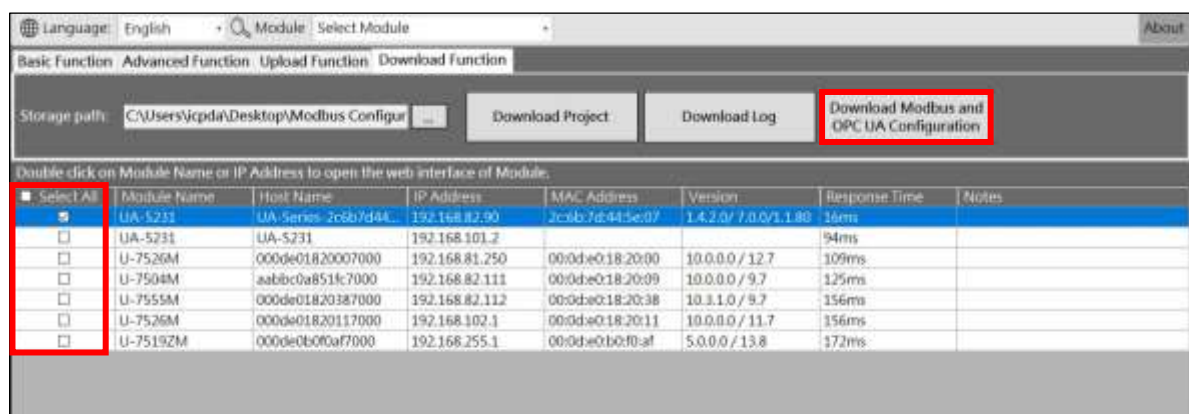 Language: English Module Select Module About
Basic Function Advanced Function Upload Function Download Function
Storage path: C:\Users\icpda\Desktop\Modbus Configur ... Download Project Download Log Download Modbus and
OPC UA Configuration
Double click on Module Name or IP Address to open the web interface of Module.
Select All Module Name Host Name IP Address MAC Address Version Response Time Notes
UA-5231 UA-Series-2c6b7d44... 192.168.82.90 2c:6b:7d:44:5e:07 1.4.2.0/ 7.0.0/1.1.80 16ms
UA-5231 UA-5231 192.168.101.2 94ms
U-7526M 000de01820007000 192.168.81.250 00:0d:e0:18:20:00 10.0.0.0 / 12.7 109ms
U-7504M aabbc0a851fc7000 192.168.82.111 00:0d:e0:18:20:09 10.0.0.0 / 9.7 125ms
U-7555M 000de01820387000 192.168.82.112 00:0d:e0:18:20:38 10.3.1.0 / 9.7 156ms
U-7526M 000de01820117000 192.168.102.1 00:0d:e0:18:20:11 10.0.0.0 / 11.7 156ms
U-7519ZM 000de0b0f0af7000 192.168.255.1 00:0d:e0:b0:f0:af 5.0.0.0 / 13.8 172ms